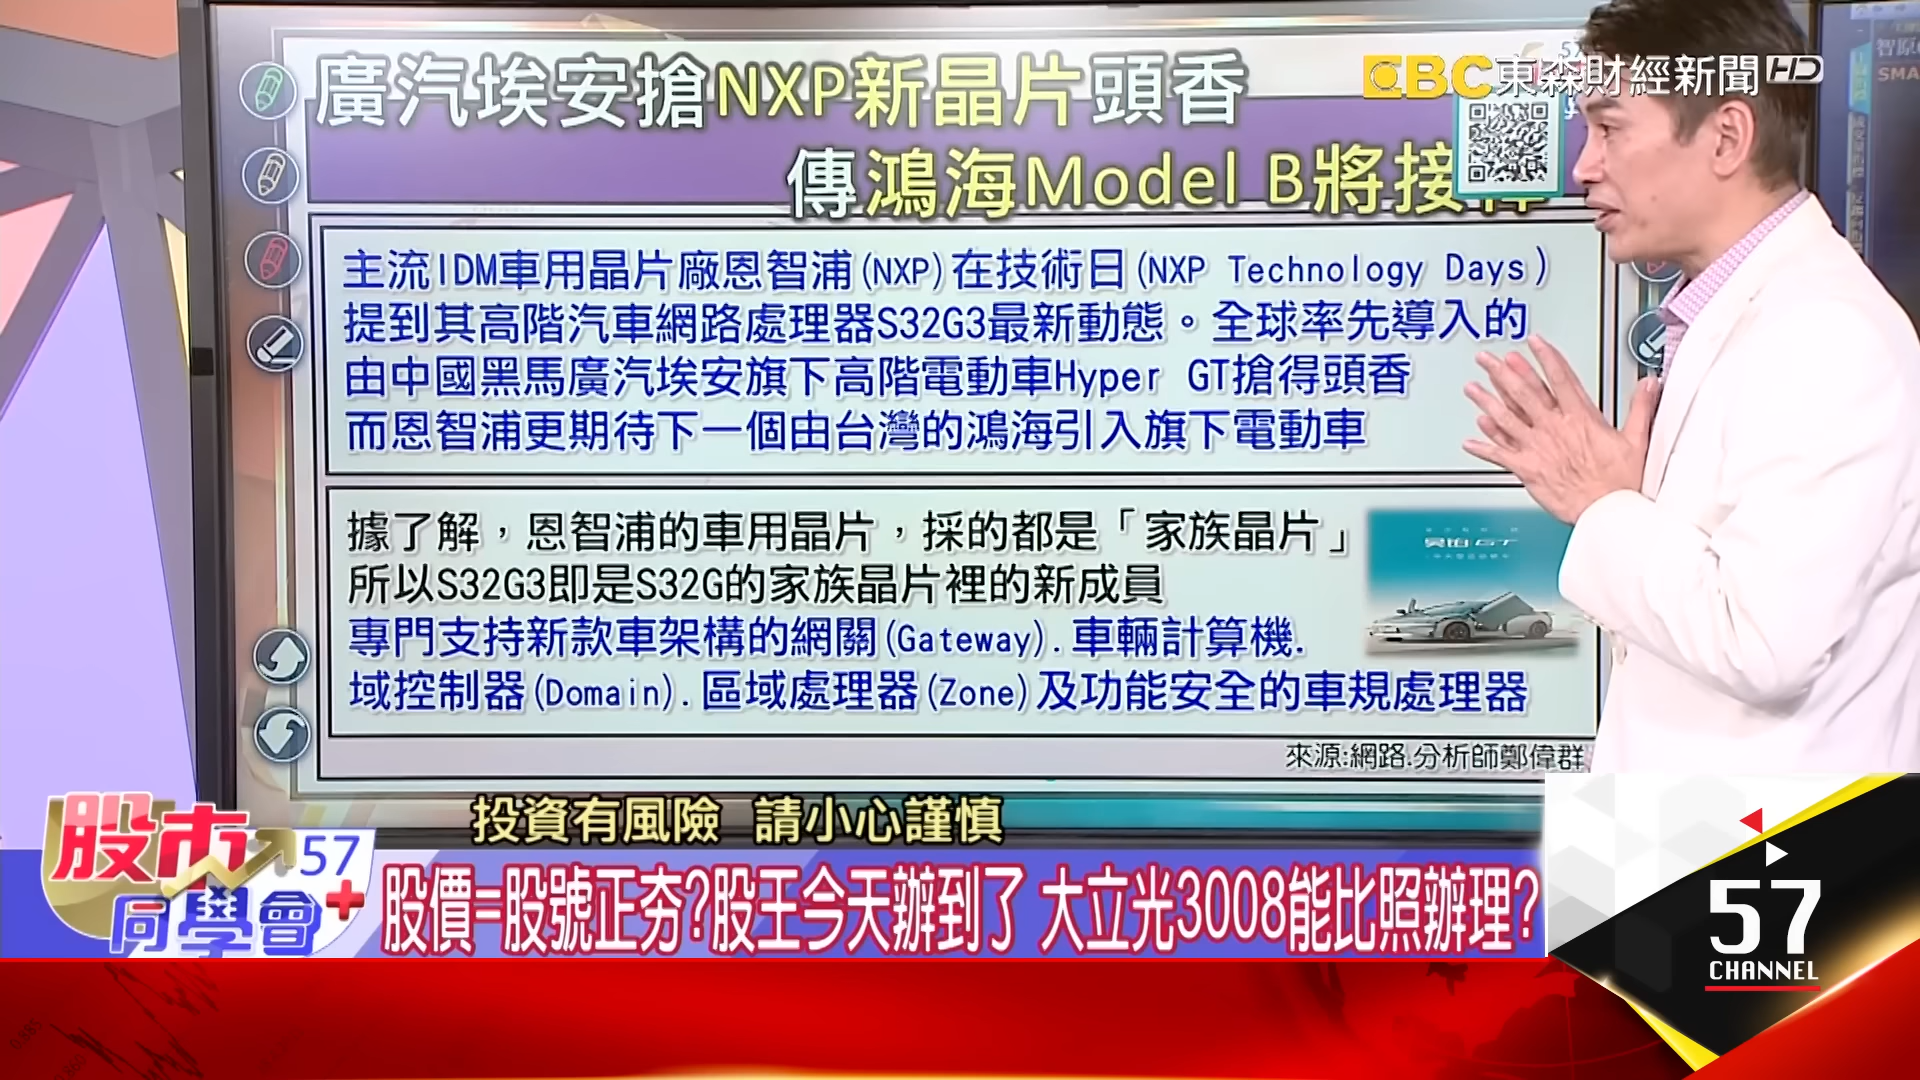 廣汽埃安搶NXP新晶片頭香
EBC 東森財經新聞 HD
傳鴻海Model B將接
主流IDM車用晶片廠恩智浦(NXP)在技術日(NXP Technology Days)
提到其高階汽車網路處理器S32G3最新動態。全球率先導入的
由中國黑馬廣汽埃安旗下高階電動車Hyper GT搶得頭香
而恩智浦更期待下一個由台灣的鴻海引入旗下電動車
據了解，恩智浦的車用晶片，採的都是「家族晶片」
所以S32G3即是S32G的家族晶片裡的新成員
專門支持新款車架構的網關(Gateway).車輛計算機.
域控制器(Domain).區域處理器(Zone)及功能安全的車規處理器
來源:網路.分析師鄭偉群
投資有風險 請小心謹慎
股市同學會+ 57
股價=股號正夯?股王今天辦到了 大立光3008能比照辦理?
57
CHANNEL